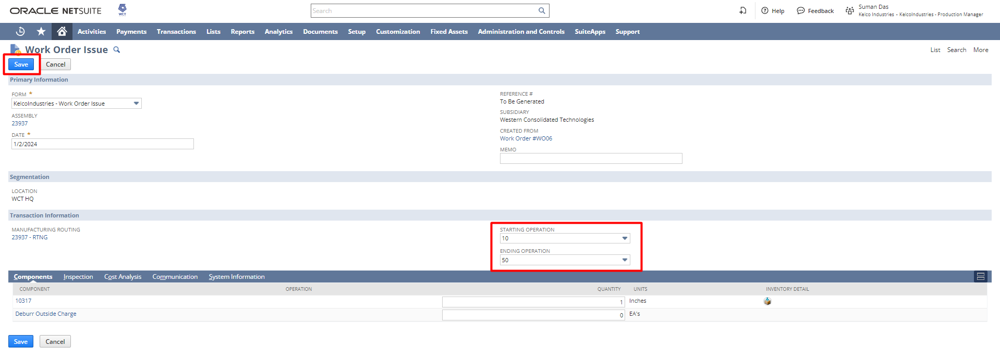 ORACLE NETSUITE
WCT
Search
Help
Feedback
Suman Das
Kelco Industries - KelcoIndustries - Production Manager
Activities Payments Transactions Lists Reports Analytics Documents Setup Customization Fixed Assets Administration and Controls SuiteApps Support
Work Order Issue
List Search More
Save Cancel
Primary Information
FORM *
KelcoIndustries - Work Order Issue
ASSEMBLY
23937
DATE *
1/2/2024
REFERENCE #
To Be Generated
SUBSIDIARY
Western Consolidated Technologies
CREATED FROM
Work Order #WO06
MEMO
Segmentation
LOCATION
WCT HQ
Transaction Information
MANUFACTURING ROUTING
23937 - RTNG
STARTING OPERATION
10
ENDING OPERATION
50
Components Inspection Cost Analysis Communication System Information
COMPONENT OPERATION QUANTITY UNITS INVENTORY DETAIL
10317 1 Inches
Deburr Outside Charge 0 EA's
Save Cancel